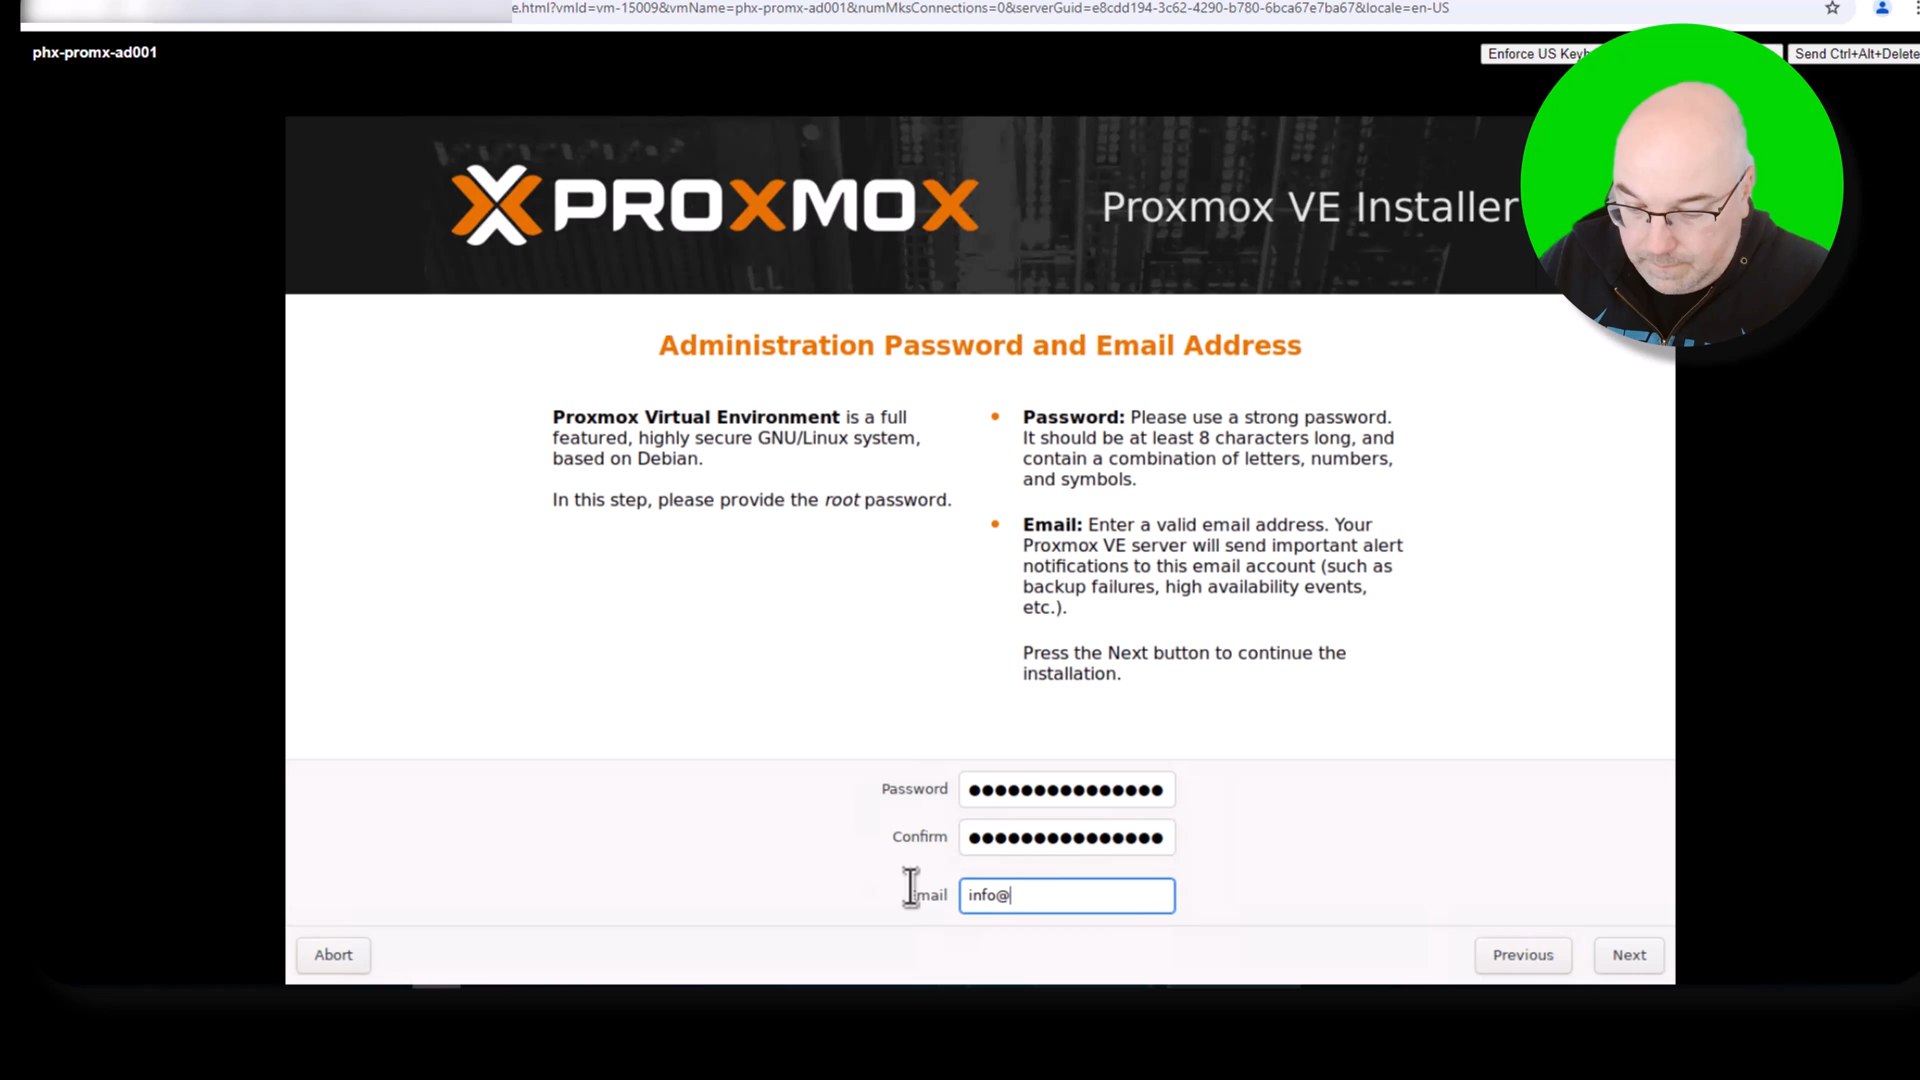 e.html?vmId=vm-15009&vmName=phx-promx-ad001&numMksConnections=0&serverGuid=e8cdd194-3c62-4290-b780-6bca67e7ba67&locale=en-US
phx-promx-ad001
Enforce US
Send Ctrl+Alt+Delete
PROXMOX
Proxmox VE Installer
Administration Password and Email Address
Proxmox Virtual Environment is a full
featured, highly secure GNU/Linux system,
based on Debian.
In this step, please provide the root password.
• Password: Please use a strong password.
It should be at least 8 characters long, and
contain a combination of letters, numbers,
and symbols.
• Email: Enter a valid email address. Your
Proxmox VE server will send important alert
notifications to this email account (such as
backup failures, high availability events,
etc.).
Press the Next button to continue the
installation.
Password ●●●●●●●●●●●●●●●
Confirm ●●●●●●●●●●●●●●●
mail info@
Abort
Previous
Next